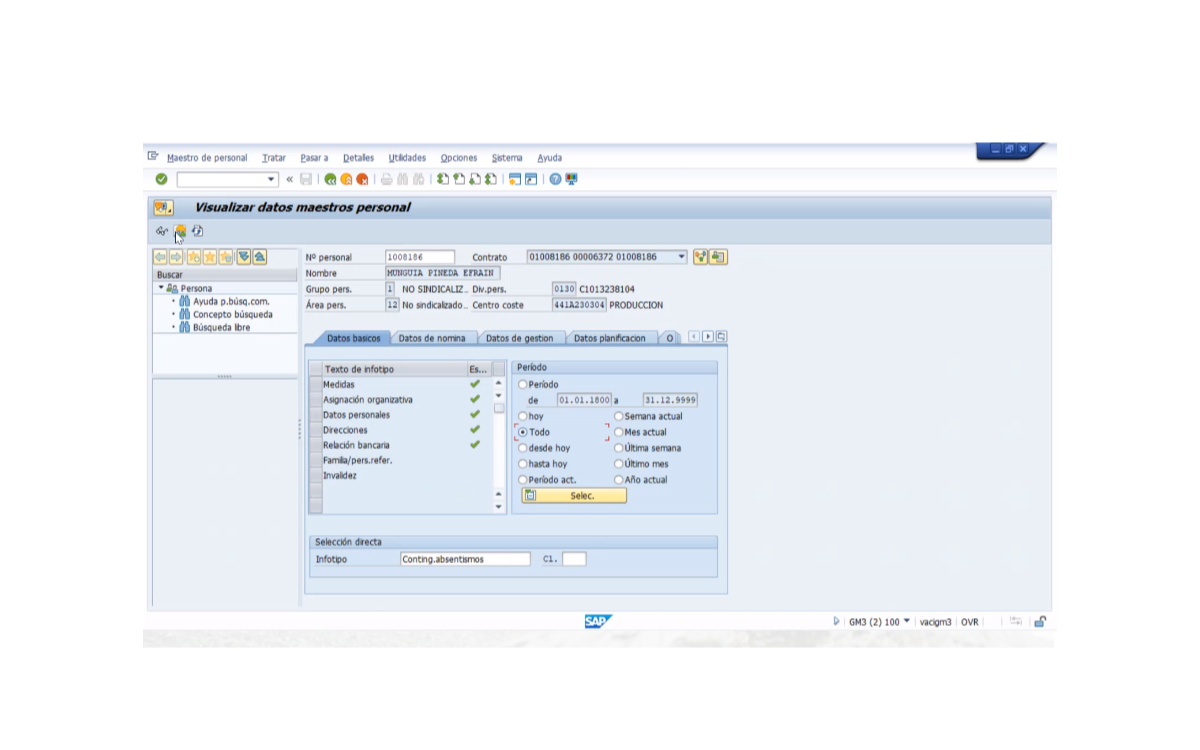 Maestro de personal Tratar Pasar a Detalles Utilidades Opciones Sistema Ayuda
«
Visualizar datos maestros personal
Buscar
Persona
Ayuda p.búsq.com.
Concepto búsqueda
Búsqueda libre
Nº personal 1008186 Contrato 01008186 00006372 01008186
Nombre MUNGUIA PINEDA EFRAIN
Grupo pers. 1 NO SINDICALIZ... Div.pers. 0130 C1013238104
Área pers. 12 No sindicalizado... Centro coste 441A230304 PRODUCCION
Datos basicos Datos de nomina Datos de gestion Datos planificacion O
Texto de infotipo Es...
Medidas
Asignación organizativa
Datos personales
Direcciones
Relación bancaria
Familia/pers.refer.
Invalidez
Período
Período
de 01.01.1800 a 31.12.9999
hoy Semana actual
Todo Mes actual
desde hoy Última semana
hasta hoy Último mes
Período act. Año actual
Selec.
Selección directa
Infotipo Conting.absentismos Cl.
SAP GM3 (2) 100 vacigm3 OVR